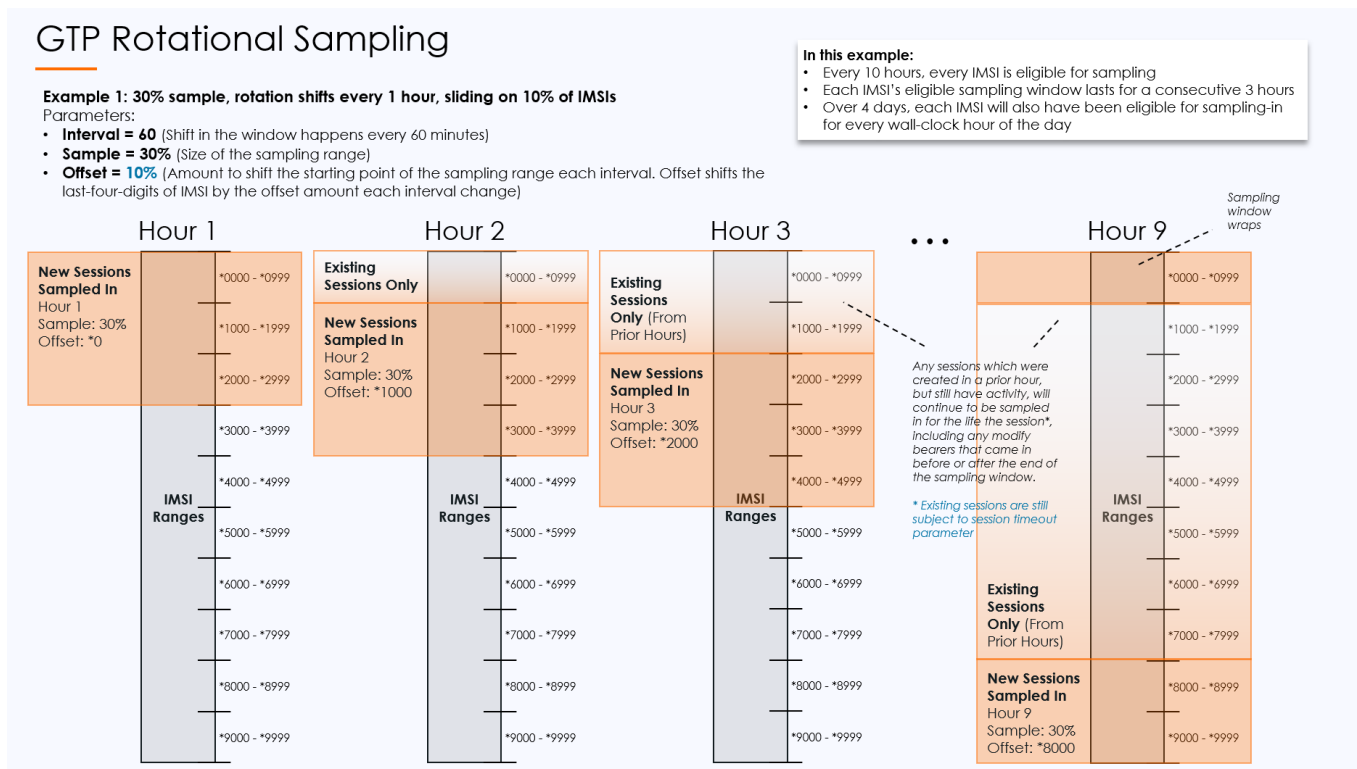 GTP Rotational Sampling
In this example:
• Every 10 hours, every IMSI is eligible for sampling
• Each IMSI's eligible sampling window lasts for a consecutive 3 hours
• Over 4 days, each IMSI will also have been eligible for sampling-in
for every wall-clock hour of the day
Example 1: 30% sample, rotation shifts every 1 hour, sliding on 10% of IMSIs
Parameters:
• Interval = 60 (Shift in the window happens every 60 minutes)
• Sample = 30% (Size of the sampling range)
• Offset = 10% (Amount to shift the starting point of the sampling range each interval. Offset shifts the
last-four-digits of IMSI by the offset amount each interval change)
Hour 1
New Sessions
Sampled In
Hour 1
Sample: 30%
Offset: *0
IMSI
Ranges
*0000 - *0999
*1000 - *1999
*2000 - *2999
*3000 - *3999
*4000 - *4999
*5000 - *5999
*6000 - *6999
*7000 - *7999
*8000 - *8999
*9000 - *9999
Hour 2
Existing
Sessions Only
New Sessions
Sampled In
Hour 2
Sample: 30%
Offset: *1000
IMSI
Ranges
*0000 - *0999
*1000 - *1999
*2000 - *2999
*3000 - *3999
*4000 - *4999
*5000 - *5999
*6000 - *6999
*7000 - *7999
*8000 - *8999
*9000 - *9999
Hour 3
Existing
Sessions
Only (From
Prior Hours)
New Sessions
Sampled In
Hour 3
Sample: 30%
Offset: *2000
IMSI
Ranges
*0000 - *0999
*1000 - *1999
*2000 - *2999
*3000 - *3999
*4000 - *4999
*5000 - *5999
*6000 - *6999
*7000 - *7999
*8000 - *8999
*9000 - *9999
...
Any sessions which were
created in a prior hour,
but still have activity, will
continue to be sampled
in for the life the session*,
including any modify
bearers that came in
before or after the end of
the sampling window.
* Existing sessions are still
subject to session timeout
parameter
Hour 9
Sampling
window
wraps
Existing
Sessions
Only (From
Prior Hours)
New Sessions
Sampled In
Hour 9
Sample: 30%
Offset: *8000
IMSI
Ranges
*0000 - *0999
*1000 - *1999
*2000 - *2999
*3000 - *3999
*4000 - *4999
*5000 - *5999
*6000 - *6999
*7000 - *7999
*8000 - *8999
*9000 - *9999